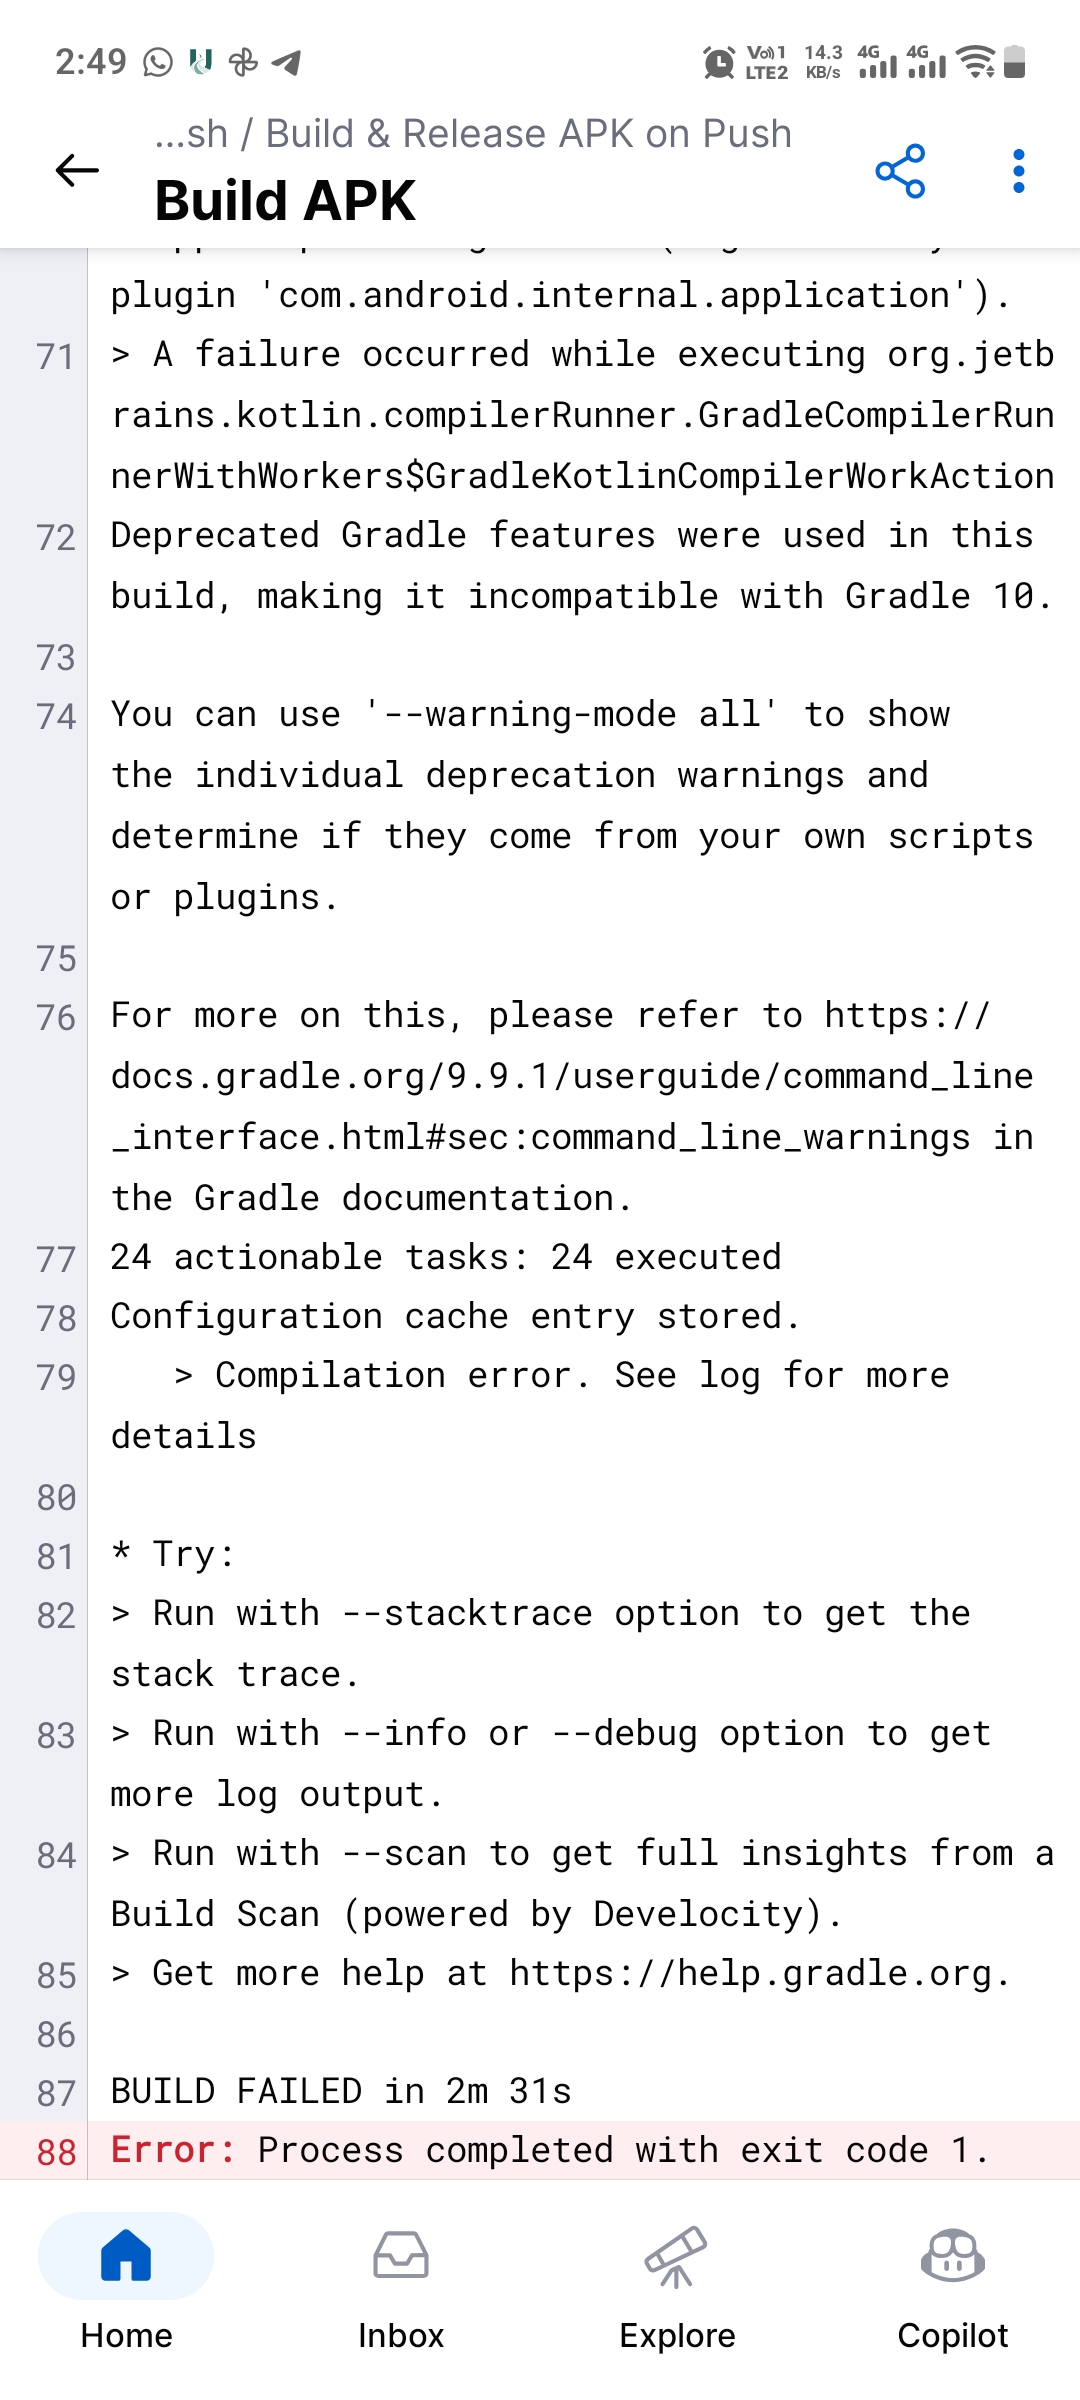 2:49
Vo)) 1
LTE2
14.3
KB/s
4G
4G
...sh / Build & Release APK on Push
Build APK
plugin 'com.android.internal.application').
71 > A failure occurred while executing org.jetb
rains.kotlin.compilerRunner.GradleCompilerRun
nerWithWorkers$GradleKotlinCompilerWorkAction
72 Deprecated Gradle features were used in this
build, making it incompatible with Gradle 10.
73
74 You can use '--warning-mode all' to show
the individual deprecation warnings and
determine if they come from your own scripts
or plugins.
75
76 For more on this, please refer to https://
docs.gradle.org/9.9.1/userguide/command_line
_interface.html#sec:command_line_warnings in
the Gradle documentation.
77 24 actionable tasks: 24 executed
78 Configuration cache entry stored.
79 > Compilation error. See log for more
details
80
81 * Try:
82 > Run with --stacktrace option to get the
stack trace.
83 > Run with --info or --debug option to get
more log output.
84 > Run with --scan to get full insights from a
Build Scan (powered by Develocity).
85 > Get more help at https://help.gradle.org.
86
87 BUILD FAILED in 2m 31s
88 Error: Process completed with exit code 1.
Home
Inbox
Explore
Copilot